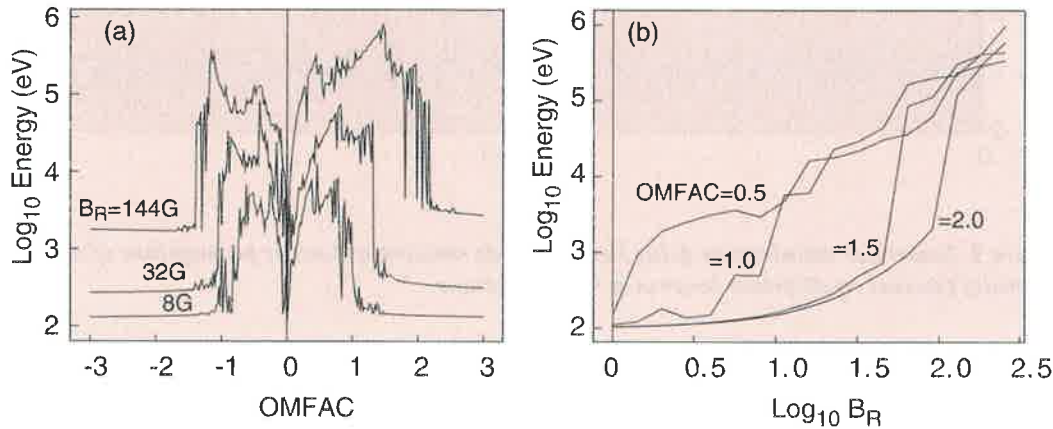 (a)
Log10 Energy (eV)
6
5
4
3
2
BR=144G
32G
8G
-3 -2 -1 0 1 2 3
OMFAC
(b)
Log10 Energy (eV)
6
5
4
3
2
OMFAC=0.5
=1.0
=1.5
=2.0
0 0.5 1.0 1.5 2.0 2.5
Log10 BR